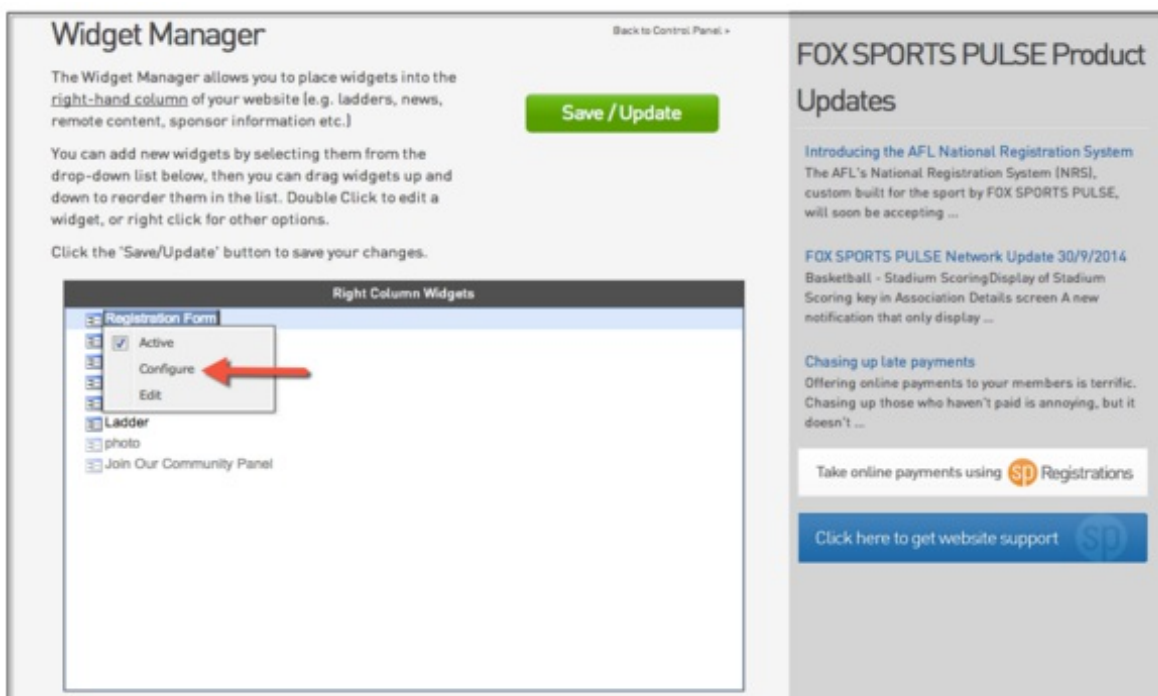 Widget Manager
Back to Control Panel >
The Widget Manager allows you to place widgets into the
right-hand column of your website (e.g. ladders, news,
remote content, sponsor information etc.)
Save / Update
You can add new widgets by selecting them from the
drop-down list below, then you can drag widgets up and
down to reorder them in the list. Double Click to edit a
widget, or right click for other options.
Click the "Save/Update" button to save your changes.
Right Column Widgets
Registration Form
Active
Configure
Edit
Ladder
photo
Join Our Community Panel
FOX SPORTS PULSE Product
Updates
Introducing the AFL National Registration System
The AFL's National Registration System (NRS),
custom built for the sport by FOX SPORTS PULSE,
will soon be accepting ...
FOX SPORTS PULSE Network Update 30/9/2014
Basketball - Stadium ScoringDisplay of Stadium
Scoring key in Association Details screen A new
notification that only display ...
Chasing up late payments
Offering online payments to your members is terrific.
Chasing up those who haven't paid is annoying, but it
doesn't ...
Take online payments using sp Registrations
Click here to get website support sp